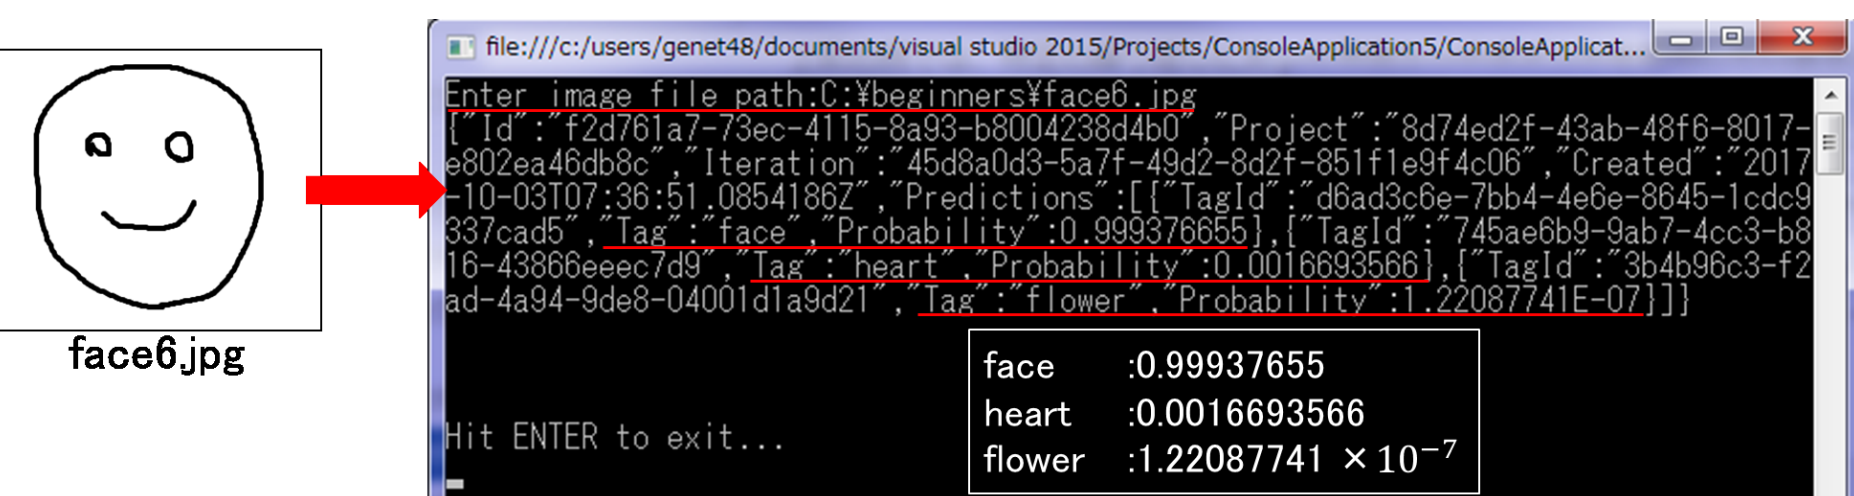 file:///c:/users/genet48/documents/visual studio 2015/Projects/ConsoleApplication5/ConsoleApplicat...
Enter image file path:C:¥beginners¥face6.jpg
{"Id":"f2d761a7-73ec-4115-8a93-b8004238d4b0","Project":"8d74ed2f-43ab-48f6-8017-
e802ea46db8c","Iteration":"45d8a0d3-5a7f-49d2-8d2f-851f1e9f4c06","Created":"2017
-10-03T07:36:51.0854186Z","Predictions":[{"TagId":"d6ad3c6e-7bb4-4e6e-8645-1cdc9
337cad5","Tag":"face","Probability":0.999376655},{"TagId":"745ae6b9-9ab7-4cc3-b8
16-43866eeec7d9","Tag":"heart","Probability":0.0016693566},{"TagId":"3b4b96c3-f2
ad-4a94-9de8-04001d1a9d21","Tag":"flower","Probability":1.22087741E-07}]}
face6.jpg
face :0.99937655
heart :0.0016693566
flower :1.22087741 ×10⁻⁷
Hit ENTER to exit...